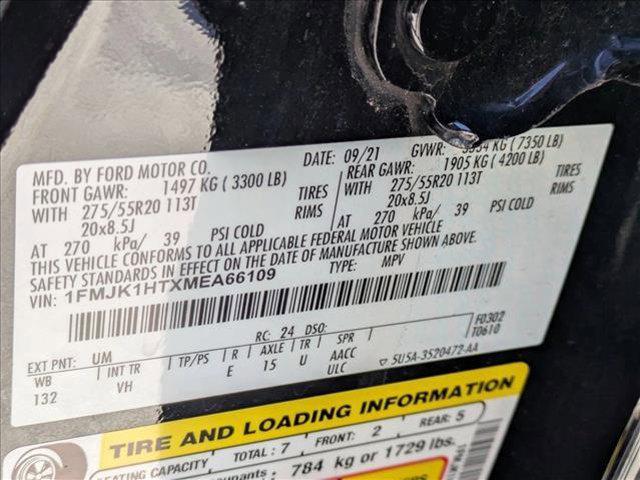 MFD. BY FORD MOTOR CO. DATE: 09/21 GVWR: 3334 KG (7350 LB)
FRONT GAWR: 1497 KG (3300 LB) REAR GAWR: 1905 KG (4200 LB)
WITH 275/55R20 113T TIRES WITH 275/55R20 113T TIRES
20x8.5J RIMS 20x8.5J RIMS
AT 270 kPa/ 39 PSI COLD AT 270 kPa/ 39 PSI COLD
THIS VEHICLE CONFORMS TO ALL APPLICABLE FEDERAL MOTOR VEHICLE
SAFETY STANDARDS IN EFFECT ON THE DATE OF MANUFACTURE SHOWN ABOVE.
VIN: 1FMJK1HTXMEA66109 TYPE: MPV
F0302
RC: 24 DSO: T0610
EXT PNT: UM
WB INT TR TP/PS R AXLE TR SPR 5U5A-3520472-AA
132 VH E 15 U AACC
ULC
TIRE AND LOADING INFORMATION
SEATING CAPACITY TOTAL: 7 FRONT: 2 REAR: 5
784 kg or 1729 lbs.